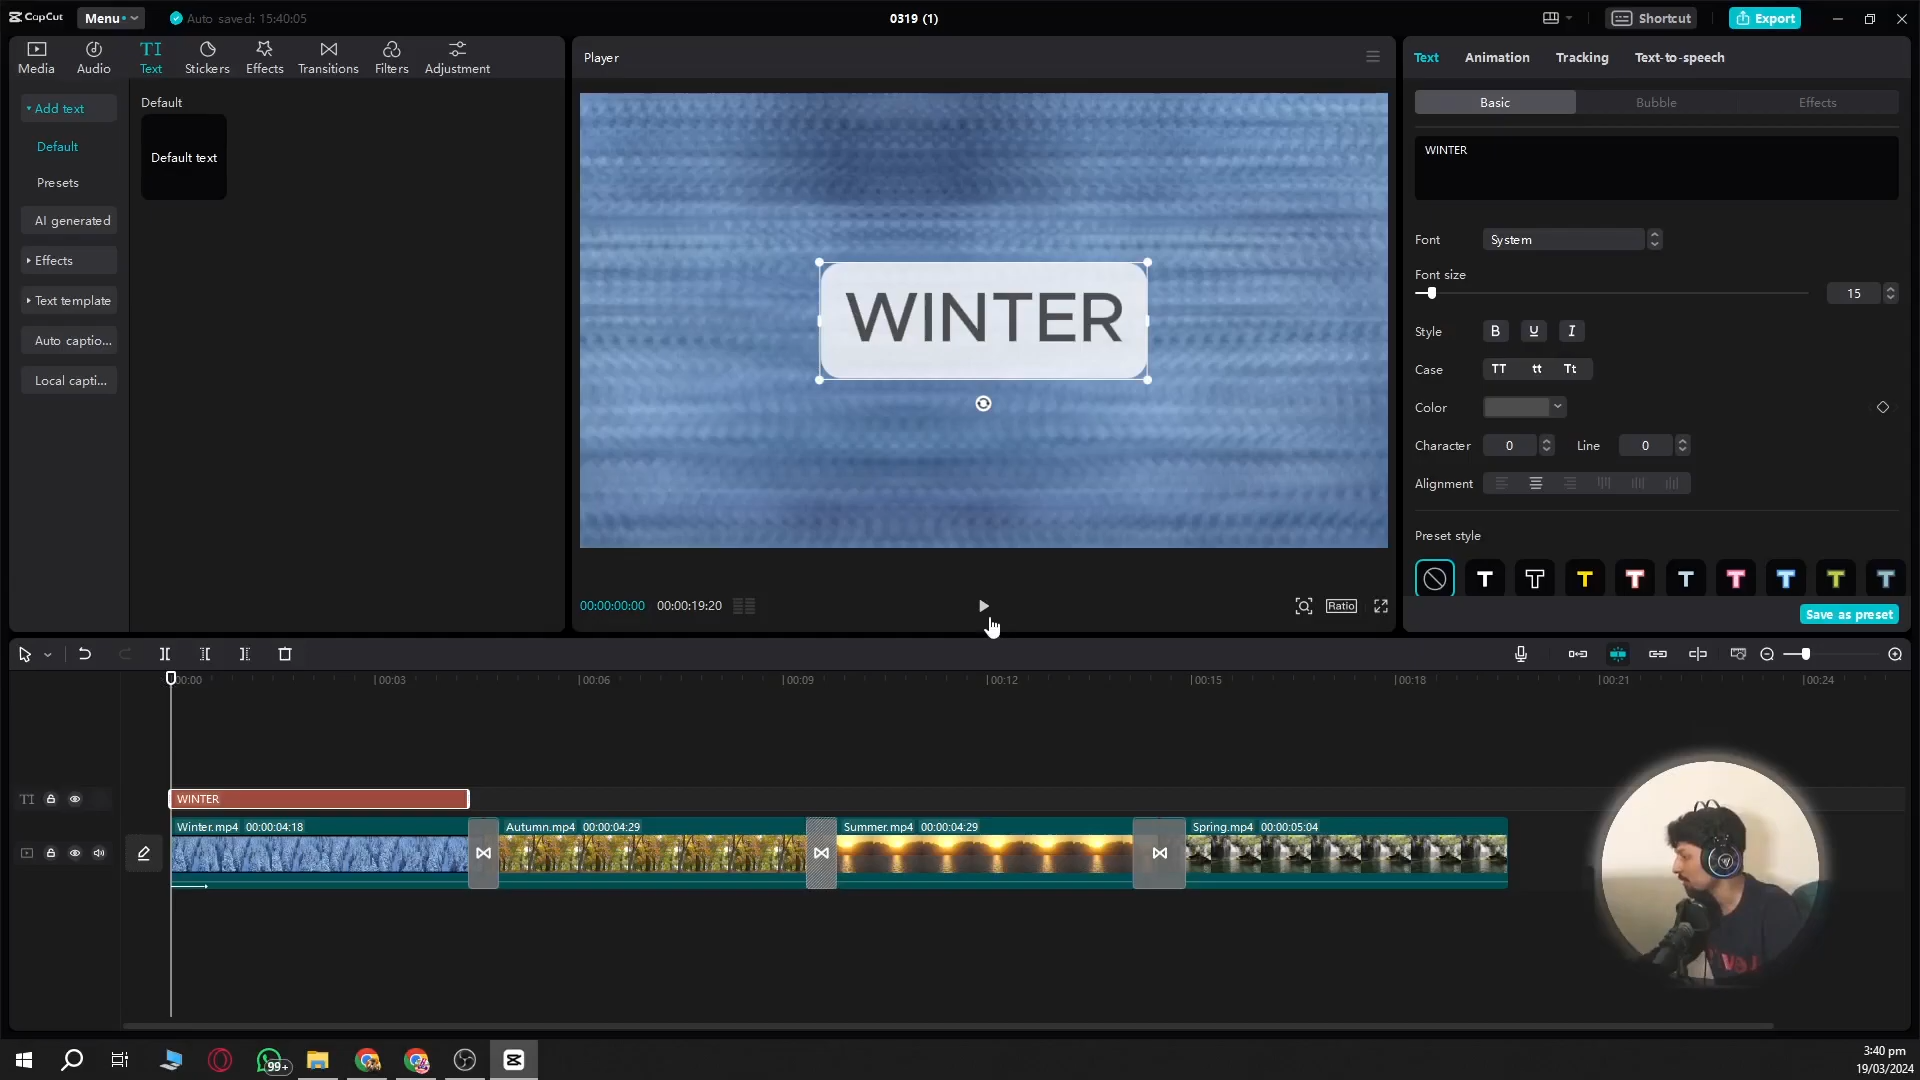 CapCut
Menu
Auto saved: 15:40:05
0319 (1)
Shortcut
Export
Media
Audio
TI
Text
Stickers
Effects
Transitions
Filters
Adjustment
Add text
Default
Presets
AI generated
Effects
Text template
Auto captio...
Local capti...
Default
Default text
Player
WINTER
00:00:00:00
00:00:19:20
Ratio
Text
Animation
Tracking
Text-to-speech
Basic
Bubble
Effects
WINTER
Font
System
Font size
15
Style
B
U
I
Case
TT
tt
Tt
Color
Character
0
Line
0
Alignment
Preset style
T
T
T
T
T
T
T
T
T
Save as preset
00:00
00:03
00:06
00:09
00:12
00:15
00:18
00:21
00:24
TI
WINTER
Winter.mp4 00:00:04:18
Autumn.mp4 00:00:04:29
Summer.mp4 00:00:04:29
Spring.mp4 00:00:05:04
99+
3:40 pm
19/03/2024